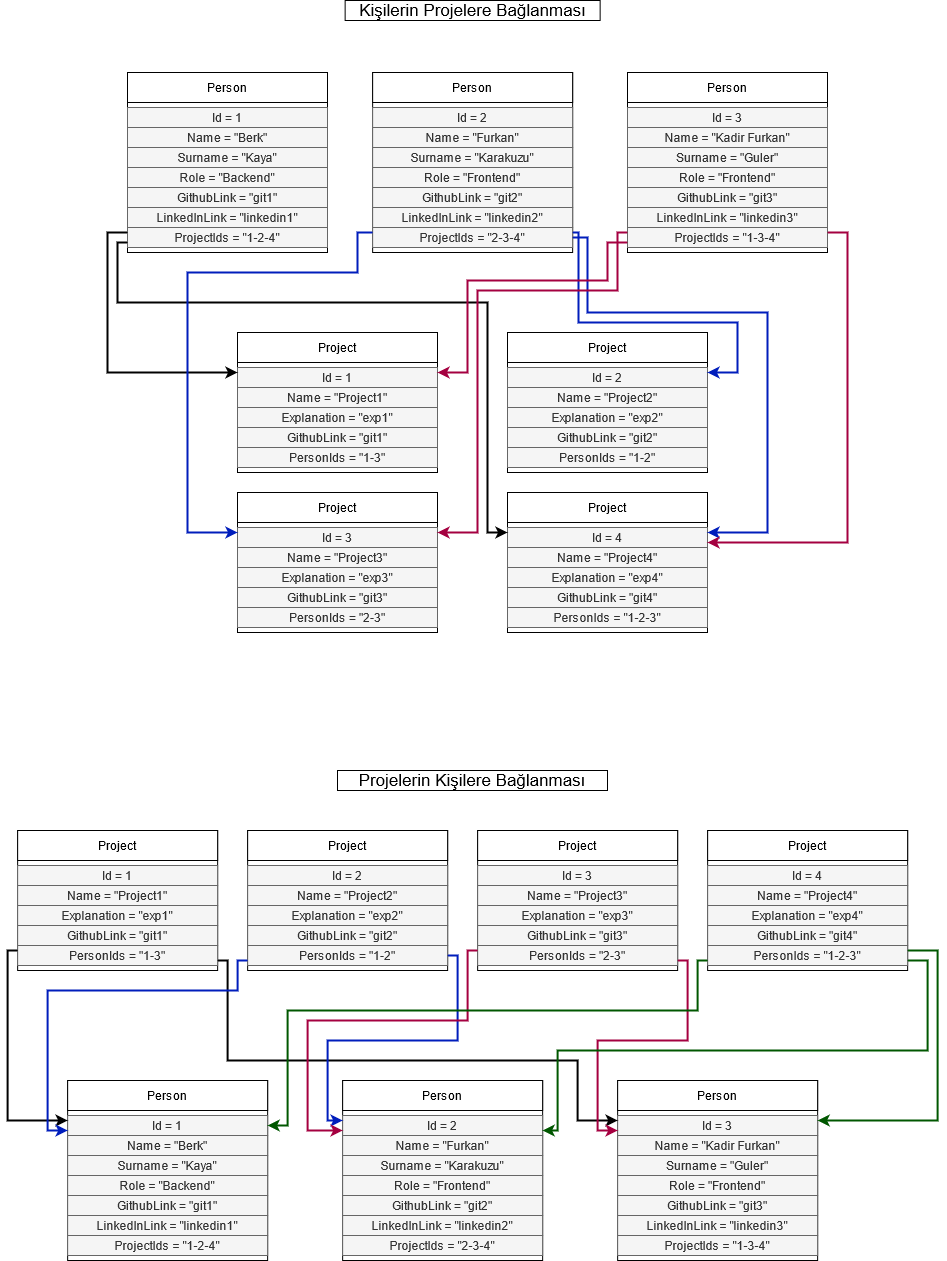 Kişilerin Projelere Bağlanması
Person
Id = 1
Name = "Berk"
Surname = "Kaya"
Role = "Backend"
GithubLink = "git1"
LinkedInLink = "linkedin1"
ProjectIds = "1-2-4"
Person
Id = 2
Name = "Furkan"
Surname = "Karakuzu"
Role = "Frontend"
GithubLink = "git2"
LinkedInLink = "linkedin2"
ProjectIds = "2-3-4"
Person
Id = 3
Name = "Kadir Furkan"
Surname = "Guler"
Role = "Frontend"
GithubLink = "git3"
LinkedInLink = "linkedin3"
ProjectIds = "1-3-4"
Project
Id = 1
Name = "Project1"
Explanation = "exp1"
GithubLink = "git1"
PersonIds = "1-3"
Project
Id = 2
Name = "Project2"
Explanation = "exp2"
GithubLink = "git2"
PersonIds = "1-2"
Project
Id = 3
Name = "Project3"
Explanation = "exp3"
GithubLink = "git3"
PersonIds = "2-3"
Project
Id = 4
Name = "Project4"
Explanation = "exp4"
GithubLink = "git4"
PersonIds = "1-2-3"
Projelerin Kişilere Bağlanması
Project
Id = 1
Name = "Project1"
Explanation = "exp1"
GithubLink = "git1"
PersonIds = "1-3"
Project
Id = 2
Name = "Project2"
Explanation = "exp2"
GithubLink = "git2"
PersonIds = "1-2"
Project
Id = 3
Name = "Project3"
Explanation = "exp3"
GithubLink = "git3"
PersonIds = "2-3"
Project
Id = 4
Name = "Project4"
Explanation = "exp4"
GithubLink = "git4"
PersonIds = "1-2-3"
Person
Id = 1
Name = "Berk"
Surname = "Kaya"
Role = "Backend"
GithubLink = "git1"
LinkedInLink = "linkedin1"
ProjectIds = "1-2-4"
Person
Id = 2
Name = "Furkan"
Surname = "Karakuzu"
Role = "Frontend"
GithubLink = "git2"
LinkedInLink = "linkedin2"
ProjectIds = "2-3-4"
Person
Id = 3
Name = "Kadir Furkan"
Surname = "Guler"
Role = "Frontend"
GithubLink = "git3"
LinkedInLink = "linkedin3"
ProjectIds = "1-3-4"